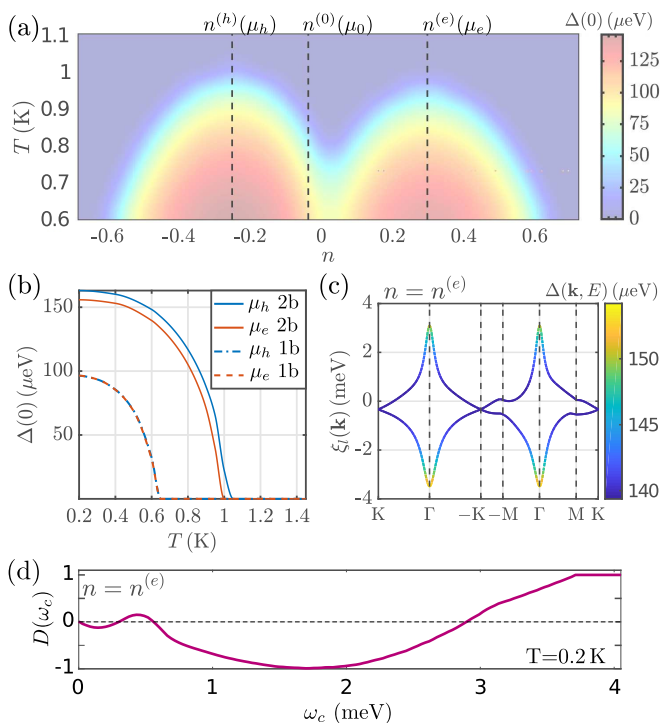 (a) n^(h)(μ_h) n^(0)(μ_0) n^(e)(μ_e) Δ(0) (μeV)
1.1
1
0.9
0.8
0.7
0.6
T (K)
-0.6 -0.4 -0.2 0 0.2 0.4 0.6
n
125
100
75
50
25
0
(b)
150
100
50
Δ(0) (μeV)
μ_h 2b
μ_e 2b
μ_h 1b
μ_e 1b
0.2 0.4 0.6 0.8 1 1.2 1.4
T (K)
(c) n = n^(e) Δ(k, E) (μeV)
4
2
0
-2
-4
ξ_l(k) (meV)
K Γ −K −M Γ M K
150
145
140
(d)
n = n^(e)
1
0
-1
D(ω_c)
T=0.2 K
0 1 2 3 4
ω_c (meV)